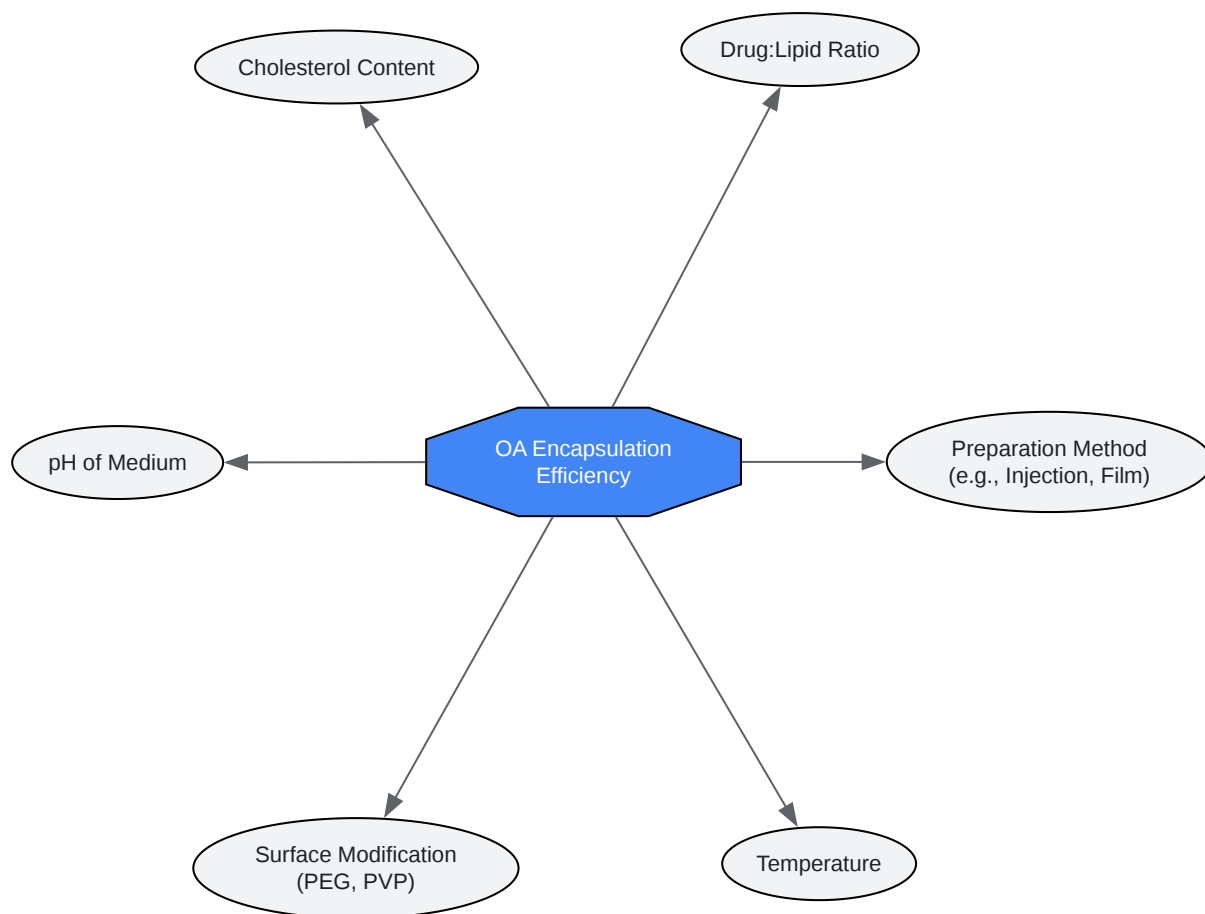 Drug:Lipid Ratio
Cholesterol Content
OA Encapsulation
Efficiency
Preparation Method
(e.g., Injection, Film)
pH of Medium
Surface Modification
(PEG, PVP)
Temperature